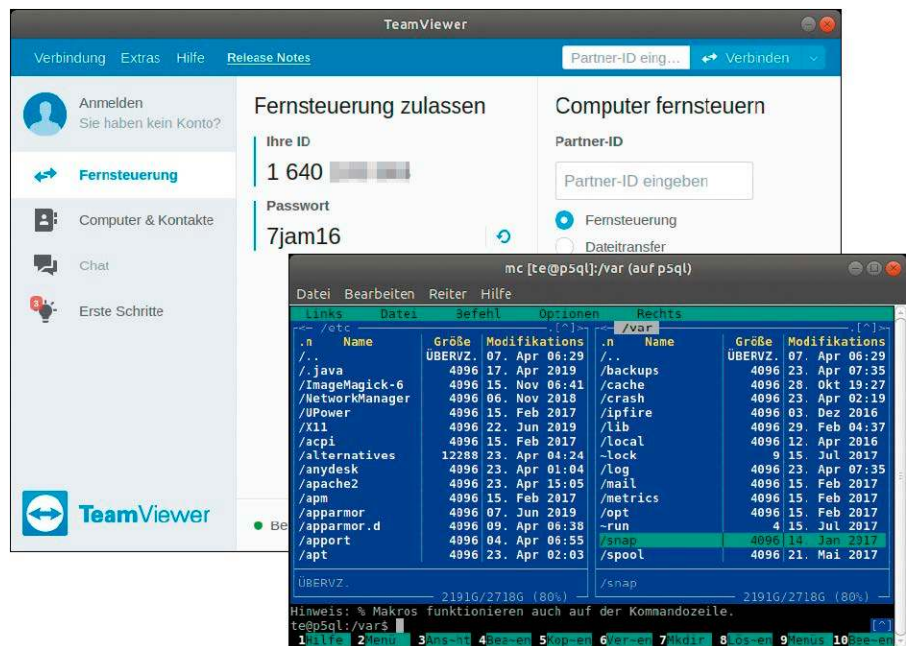 TeamViewer
Verbindung Extras Hilfe Release Notes Partner-ID eing... Verbinden
Anmelden
Sie haben kein Konto?
Fernsteuerung
Computer & Kontakte
Chat
3
Erste Schritte
TeamViewer
Fernsteuerung zulassen
Ihre ID
1 640
Passwort
7jam16
Be
Computer fernsteuern
Partner-ID
Partner-ID eingeben
Fernsteuerung
Dateitransfer
mc [te@p5ql]:/var (auf p5ql)
Datei Bearbeiten Reiter Hilfe
Links Datei Befehl Optionen Rechts
<- /etc .[^]> <- /var .[^]>
.n Name Größe Modifikations .n Name Größe Modifikations
/.. ÜBERVZ. 07. Apr 06:29 /.. ÜBERVZ. 07. Apr 06:29
/.java 4096 17. Apr 2019 /backups 4096 23. Apr 07:35
/ImageMagick-6 4096 15. Nov 06:41 /cache 4096 28. Okt 19:27
/NetworkManager 4096 06. Nov 2018 /crash 4096 23. Apr 02:19
/UPower 4096 15. Feb 2017 /ipfire 4096 03. Dez 2016
/X11 4096 22. Jun 2019 /lib 4096 29. Feb 04:37
/acpi 4096 15. Feb 2017 /local 4096 12. Apr 2016
/alternatives 12288 23. Apr 04:24 ~lock 9 15. Jul 2017
/anydesk 4096 23. Apr 01:04 /log 4096 23. Apr 07:35
/apache2 4096 23. Apr 15:05 /mail 4096 15. Feb 2017
/apm 4096 15. Feb 2017 /metrics 4096 15. Feb 2017
/apparmor 4096 07. Jun 2019 /opt 4096 15. Feb 2017
/apparmor.d 4096 09. Apr 06:38 ~run 4 15. Jul 2017
/apport 4096 04. Apr 06:55 /snap 4096 14. Jan 2017
/apt 4096 23. Apr 02:03 /spool 4096 21. Mai 2017
ÜBERVZ. /snap
2191G/2718G (80%) 2191G/2718G (80%)
Hinweis: % Makros funktionieren auch auf der Kommandozeile.
te@p5ql:/var$ [^]
1Hilfe 2Menü 3Ans~ht 4Bea~en 5Kop~en 6Ver~en 7Mkdir 8Lös~en 9Menüs 10Bee~en